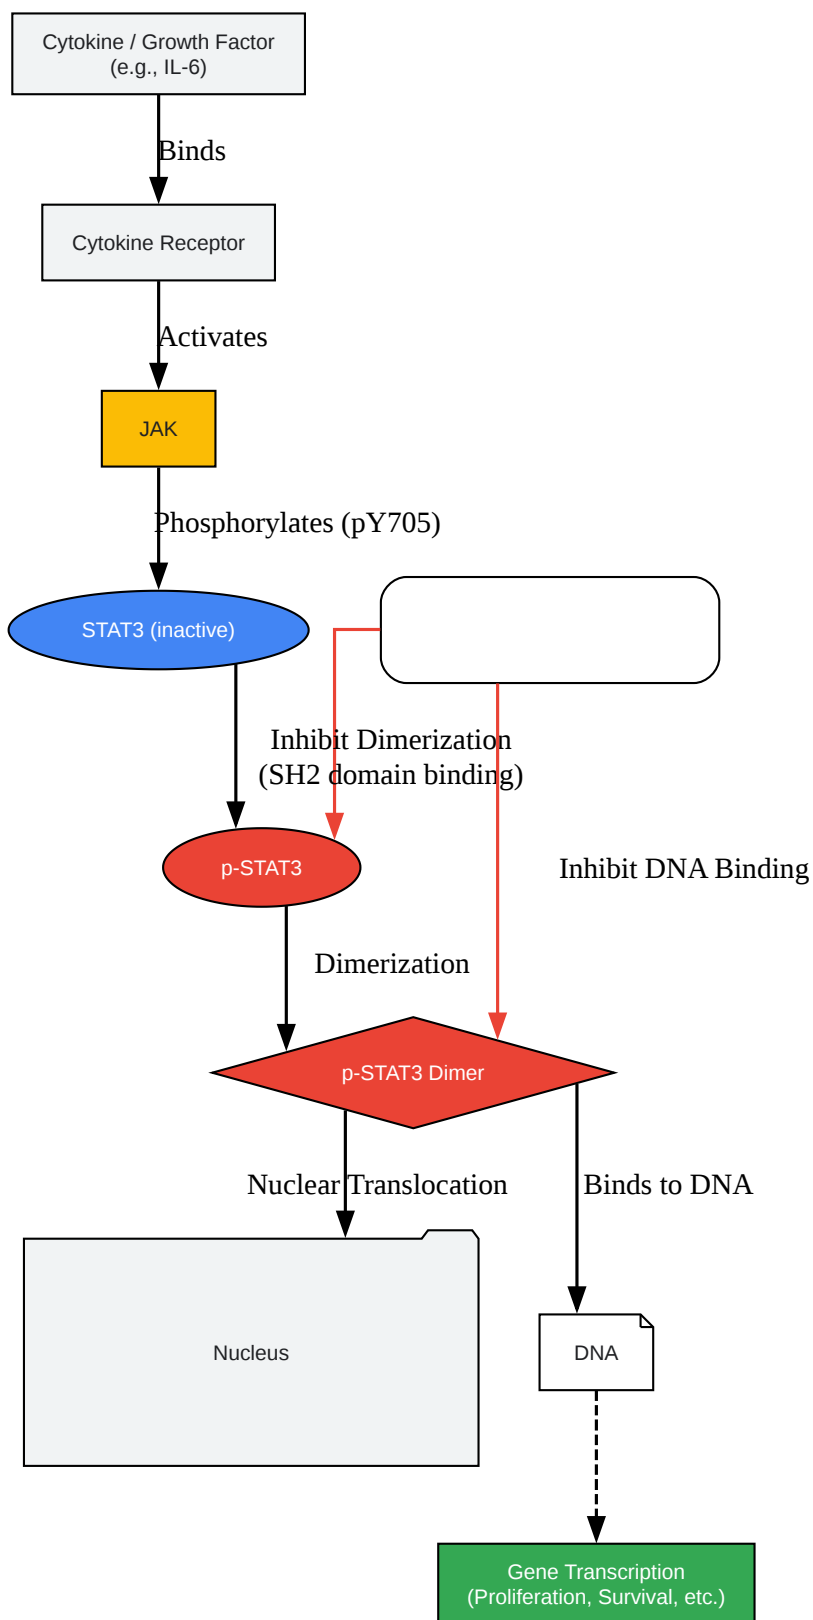 Cytokine / Growth Factor
(e.g., IL-6)
Binds
Cytokine Receptor
Activates
JAK
Phosphorylates (pY705)
STAT3 (inactive)
Inhibit Dimerization
(SH2 domain binding)
p-STAT3
Inhibit DNA Binding
Dimerization
p-STAT3 Dimer
Nuclear Translocation
Binds to DNA
Nucleus
DNA
Gene Transcription
(Proliferation, Survival, etc.)